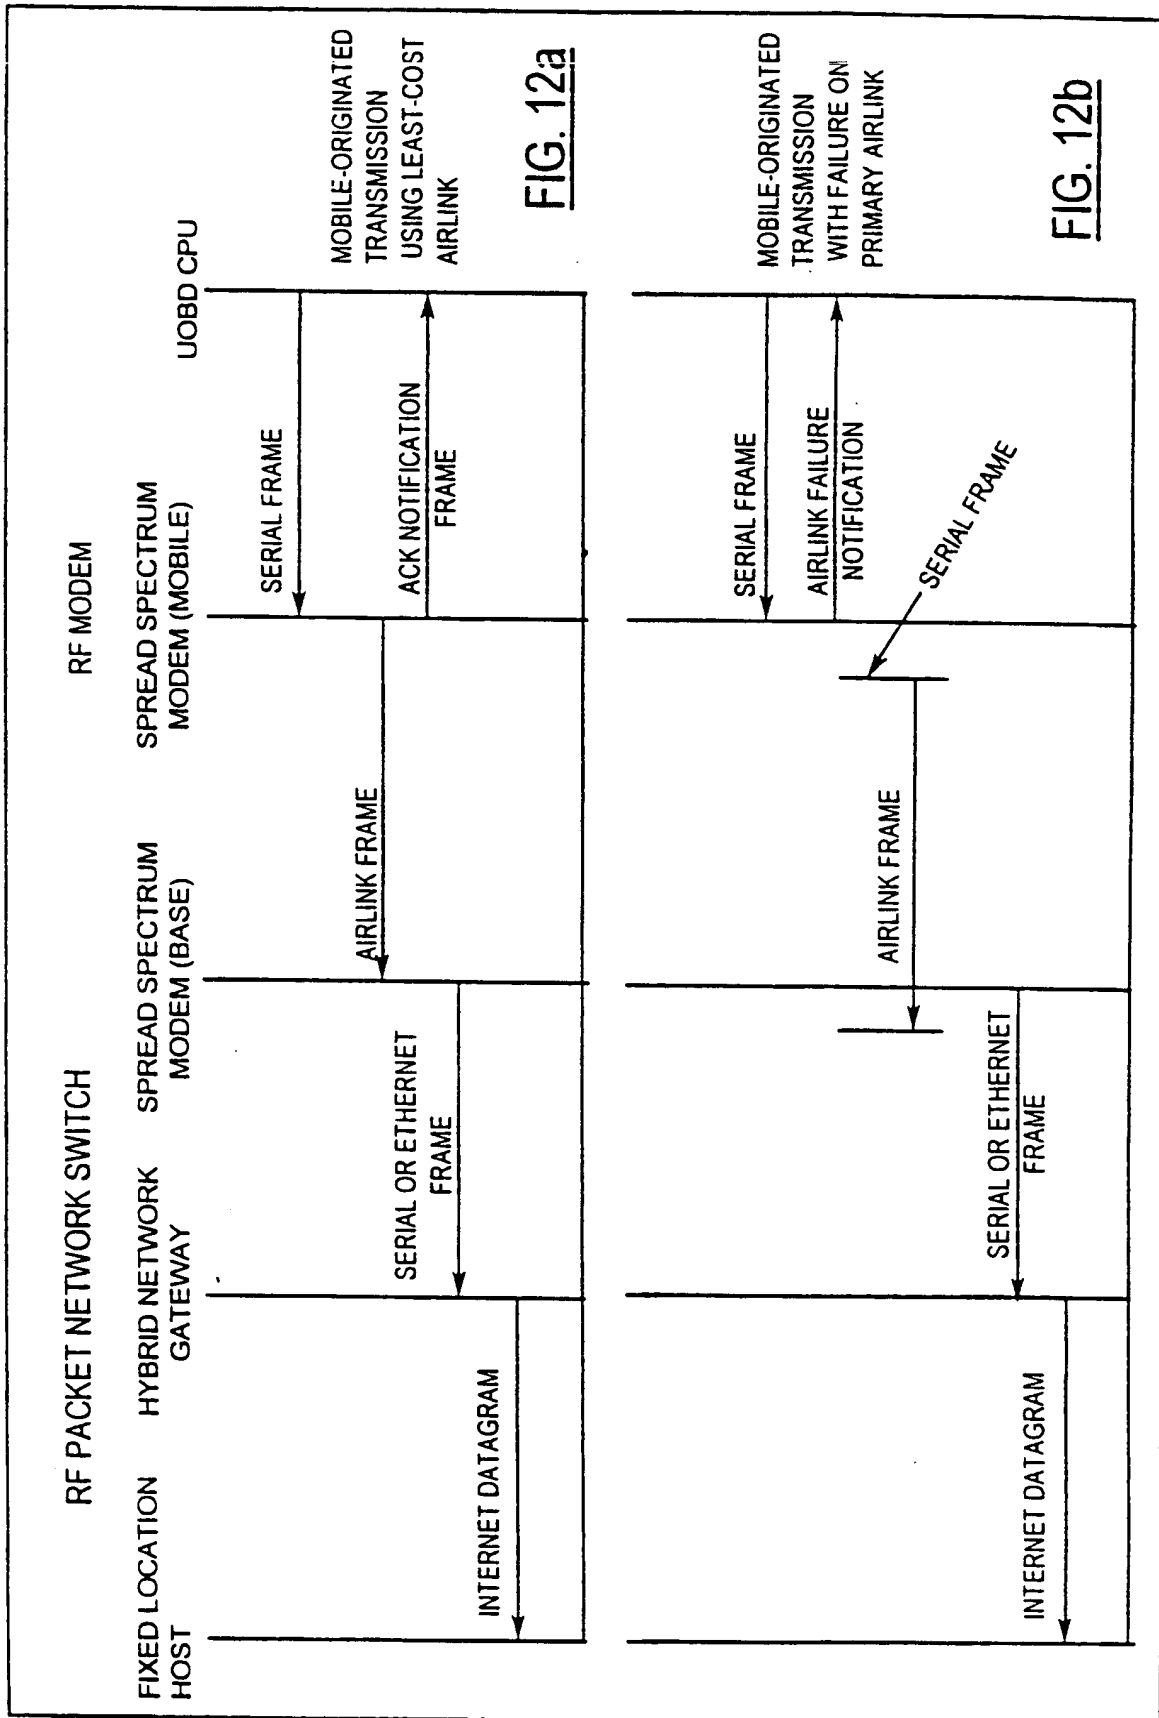 RF PACKET NETWORK SWITCH
RF MODEM
FIXED LOCATION
HOST
HYBRID NETWORK
GATEWAY
SPREAD SPECTRUM
MODEM (BASE)
SPREAD SPECTRUM
MODEM (MOBILE)
UOBD CPU
SERIAL FRAME
ACK NOTIFICATION
FRAME
AIRLINK FRAME
SERIAL OR ETHERNET
FRAME
INTERNET DATAGRAM
MOBILE-ORIGINATED
TRANSMISSION
USING LEAST-COST
AIRLINK
FIG. 12a
SERIAL FRAME
AIRLINK FAILURE
NOTIFICATION
SERIAL FRAME
AIRLINK FRAME
SERIAL OR ETHERNET
FRAME
INTERNET DATAGRAM
MOBILE-ORIGINATED
TRANSMISSION
WITH FAILURE ON
PRIMARY AIRLINK
FIG. 12b